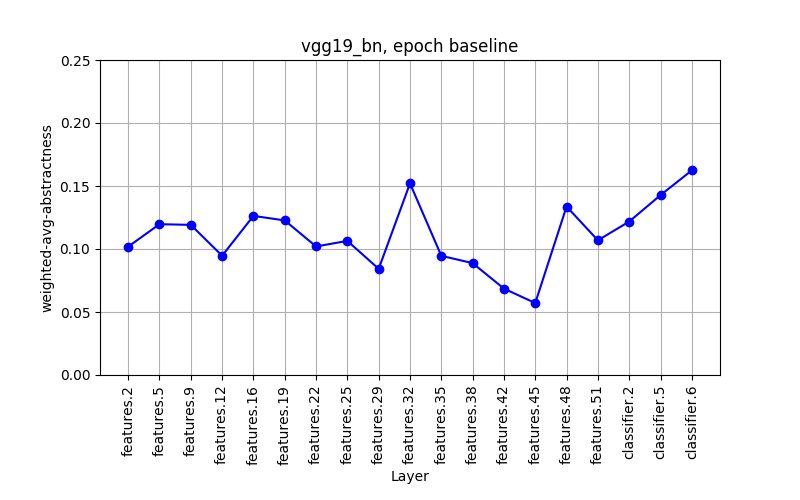 vgg19_bn, epoch baseline
0.25
0.20
0.15
0.10
0.05
0.00
weighted-avg-abstractness
features.2
features.5
features.9
features.12
features.16
features.19
features.22
features.25
features.29
features.32
features.35
features.38
features.42
features.45
features.48
features.51
classifier.2
classifier.5
classifier.6
Layer